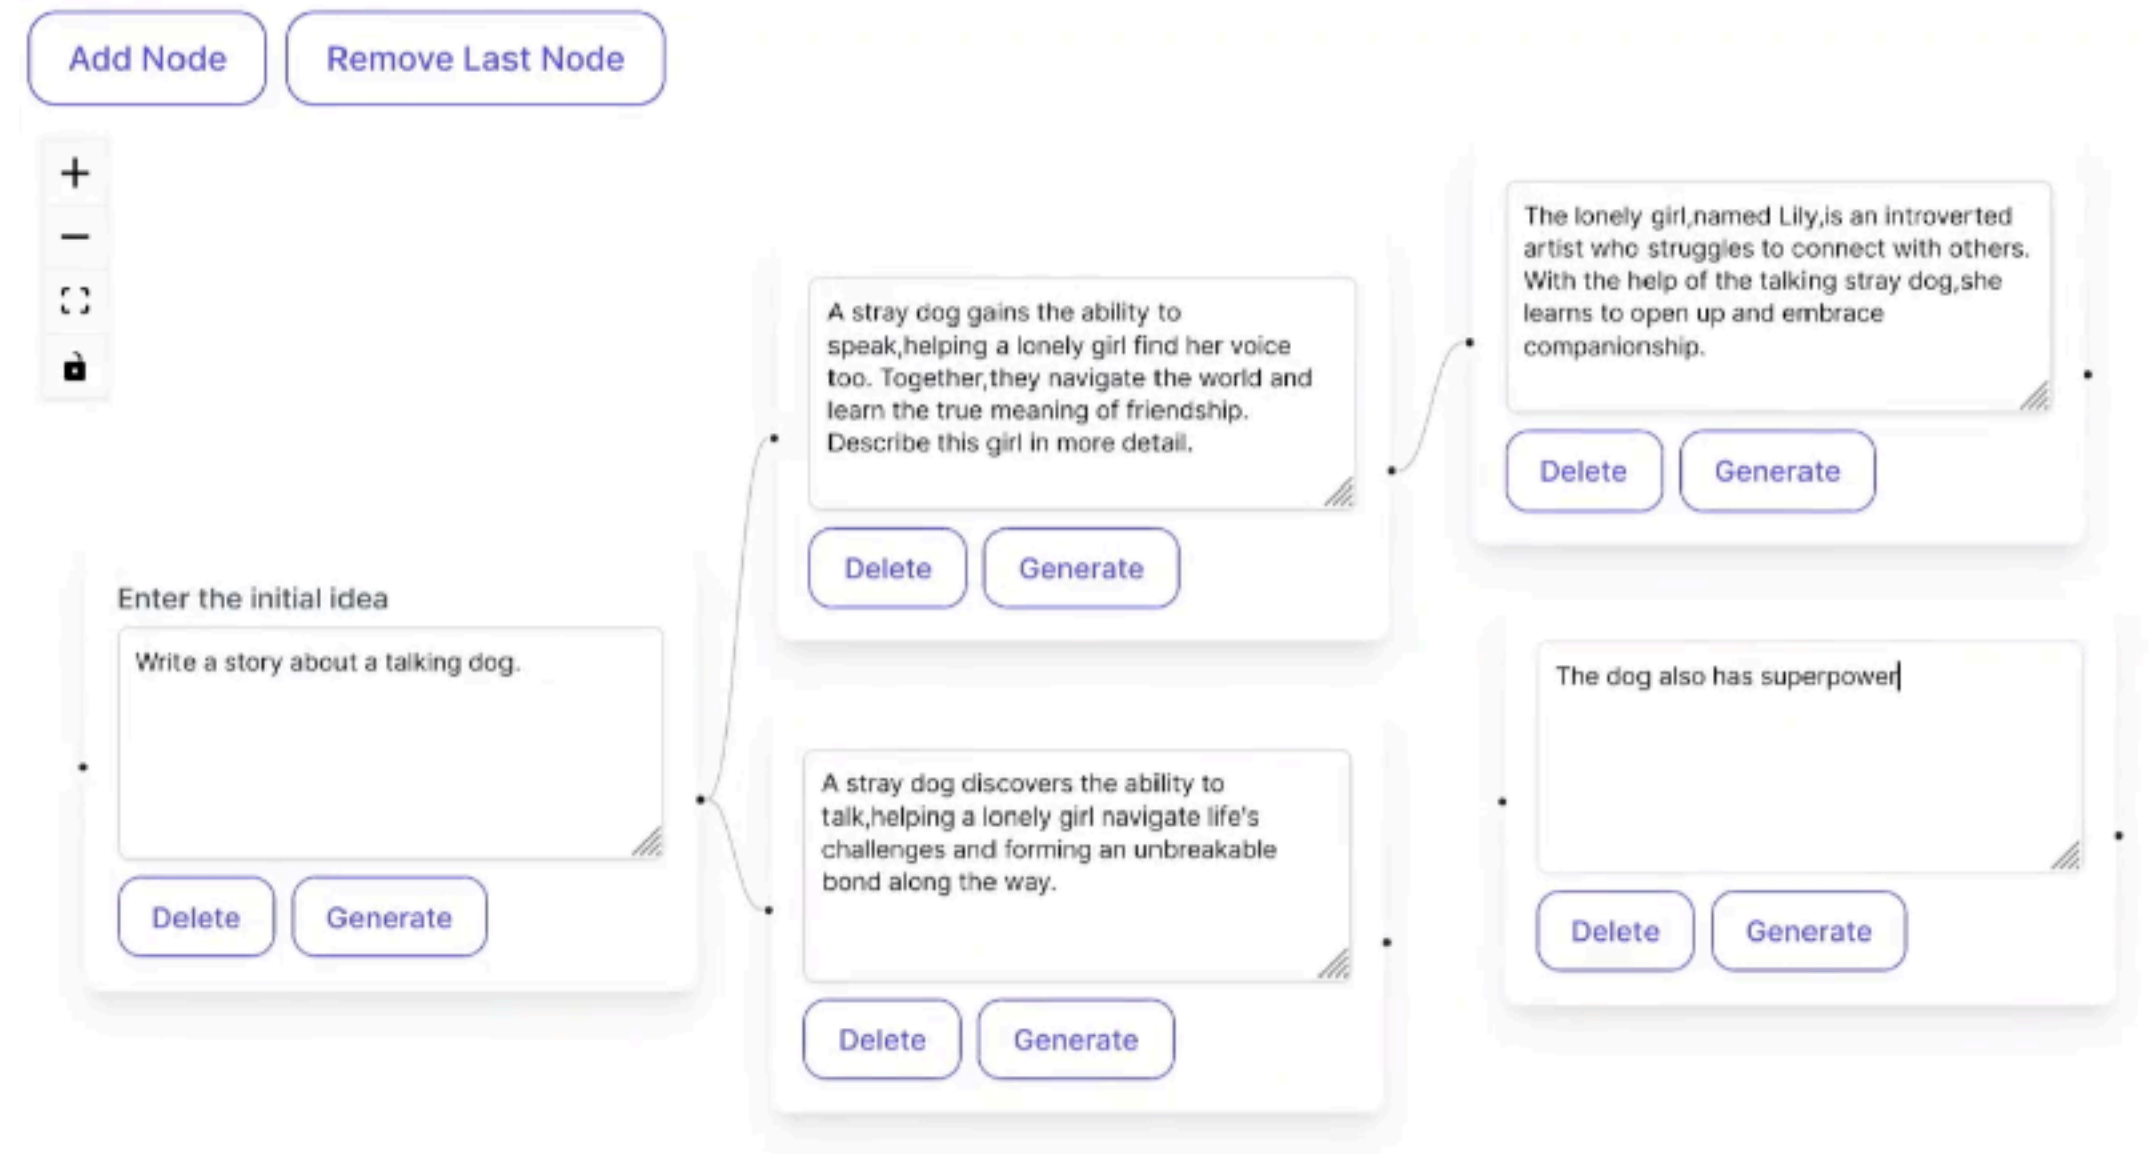 Add Node
Remove Last Node
Enter the initial idea
Write a story about a talking dog.
Delete
Generate
A stray dog gains the ability to
speak,helping a lonely girl find her voice
too. Together,they navigate the world and
learn the true meaning of friendship.
Describe this girl in more detail.
Delete
Generate
A stray dog discovers the ability to
talk,helping a lonely girl navigate life's
challenges and forming an unbreakable
bond along the way.
Delete
Generate
The lonely girl,named Lily,is an introverted
artist who struggles to connect with others.
With the help of the talking stray dog,she
learns to open up and embrace
companionship.
Delete
Generate
The dog also has superpower
Delete
Generate